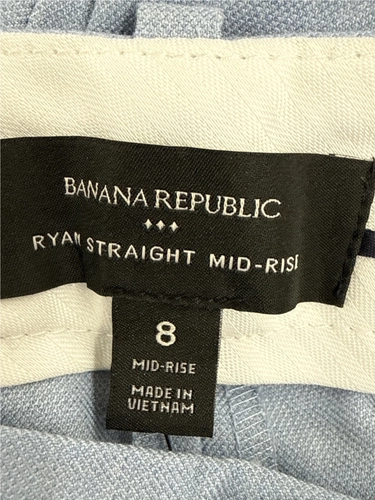 BANANA REPUBLIC
RYAN STRAIGHT MID-RISE
8
MID-RISE
MADE IN
VIETNAM